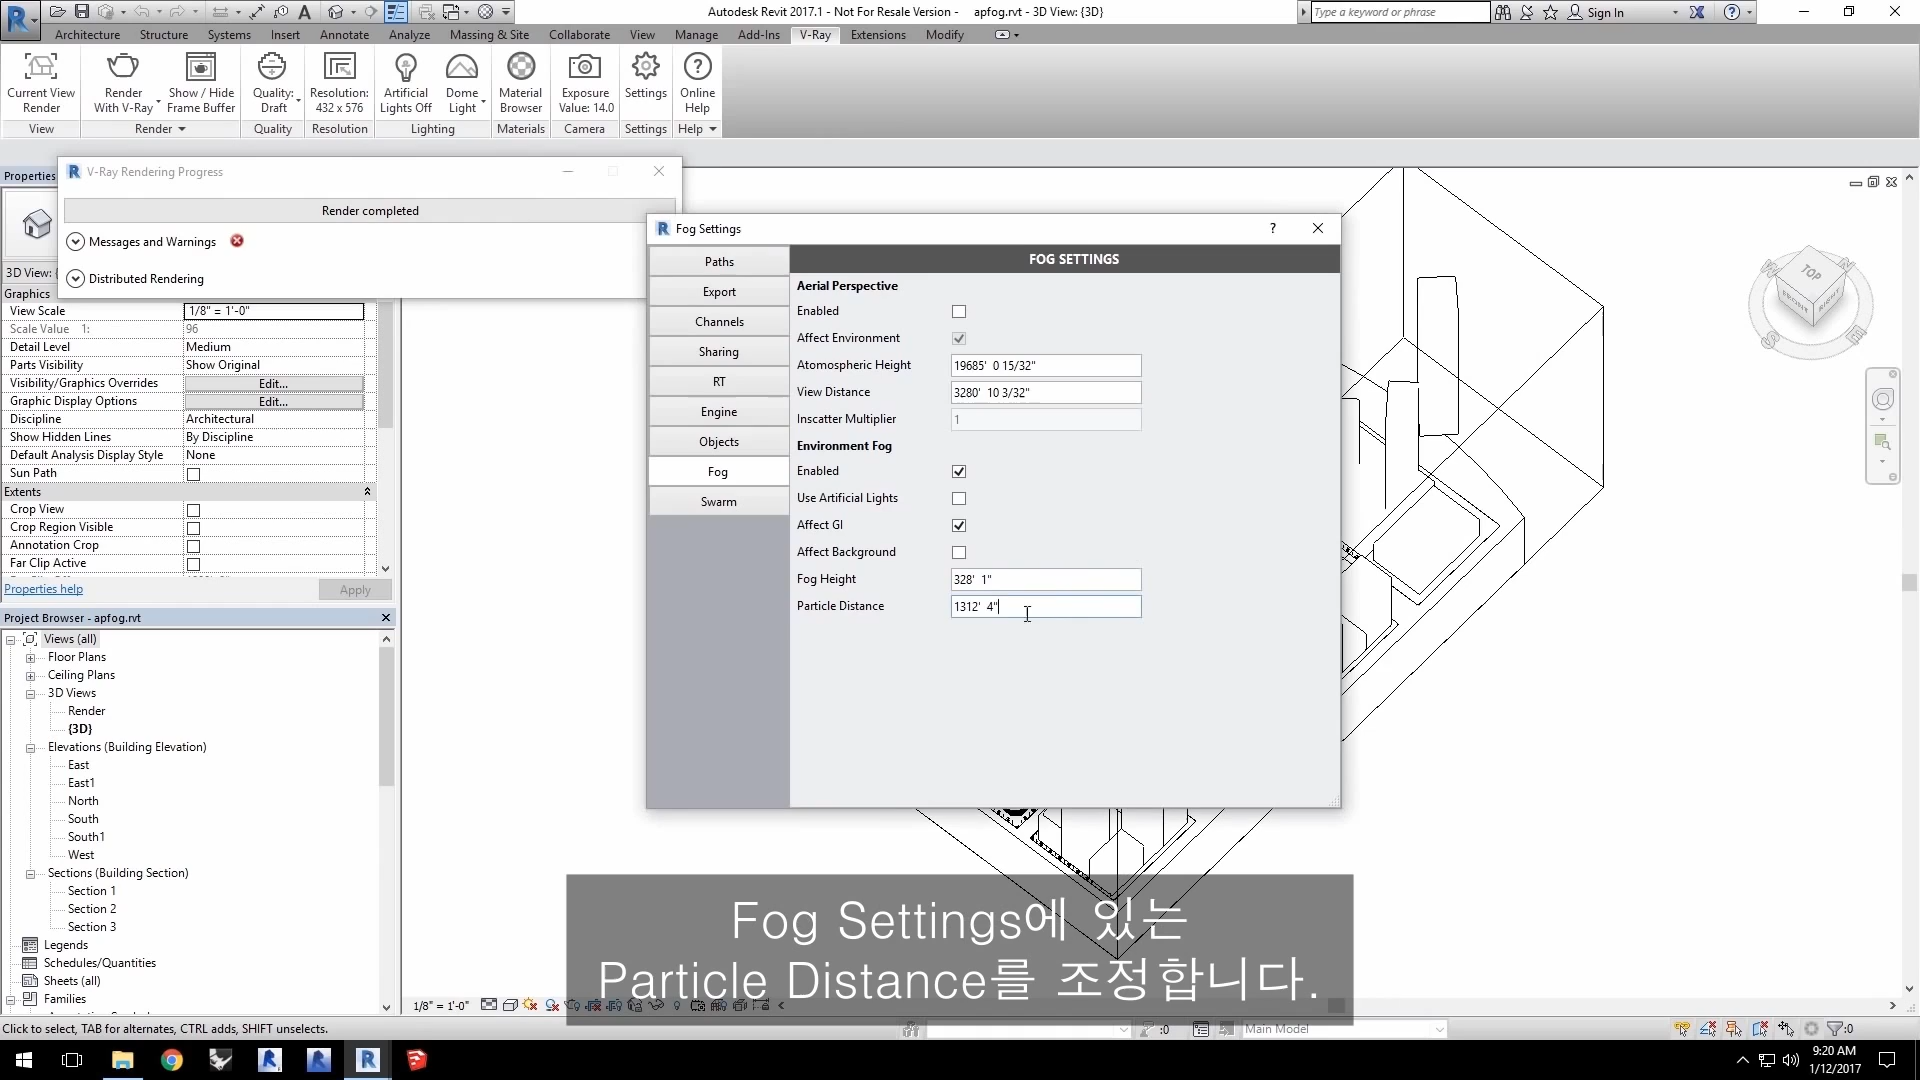 Autodesk Revit 2017.1 - Not For Resale Version -    apfog.rvt - 3D View: {3D}
Type a keyword or phrase
Sign In
Architecture
Structure
Systems
Insert
Annotate
Analyze
Massing & Site
Collaborate
View
Manage
Add-Ins
V-Ray
Extensions
Modify
Current View
Render
Render
With V-Ray
Show / Hide
Frame Buffer
Quality:
Draft
Resolution:
432 x 576
Artificial
Lights Off
Dome
Light
Material
Browser
Exposure
Value: 14.0
Settings
Online
Help
View
Render
Quality
Resolution
Lighting
Materials
Camera
Settings
Help
Properties
V-Ray Rendering Progress
Render completed
Messages and Warnings
Distributed Rendering
3D View:
Graphics
View Scale 1/8" = 1'-0"
Scale Value 1: 96
Detail Level Medium
Parts Visibility Show Original
Visibility/Graphics Overrides Edit...
Graphic Display Options Edit...
Discipline Architectural
Show Hidden Lines By Discipline
Default Analysis Display Style None
Sun Path
Extents
Crop View
Crop Region Visible
Annotation Crop
Far Clip Active
Properties help
Apply
Project Browser - apfog.rvt
Views (all)
Floor Plans
Ceiling Plans
3D Views
Render
{3D}
Elevations (Building Elevation)
East
East1
North
South
South1
West
Sections (Building Section)
Section 1
Section 2
Section 3
Legends
Schedules/Quantities
Sheets (all)
Families
Fog Settings
?
Paths
Export
Channels
Sharing
RT
Engine
Objects
Fog
Swarm
FOG SETTINGS
Aerial Perspective
Enabled
Affect Environment
Atomospheric Height 19685' 0 15/32"
View Distance 3280' 10 3/32"
Inscatter Multiplier 1
Environment Fog
Enabled
Use Artificial Lights
Affect GI
Affect Background
Fog Height 328' 1"
Particle Distance 1312' 4"
TOP
FRONT
RIGHT
W
N
S
E
Fog Settings에 있는
Particle Distance를 조정합니다.
1/8" = 1'-0"
Click to select, TAB for alternates, CTRL adds, SHIFT unselects.
:0
Main Model
:0
9:20 AM
1/12/2017